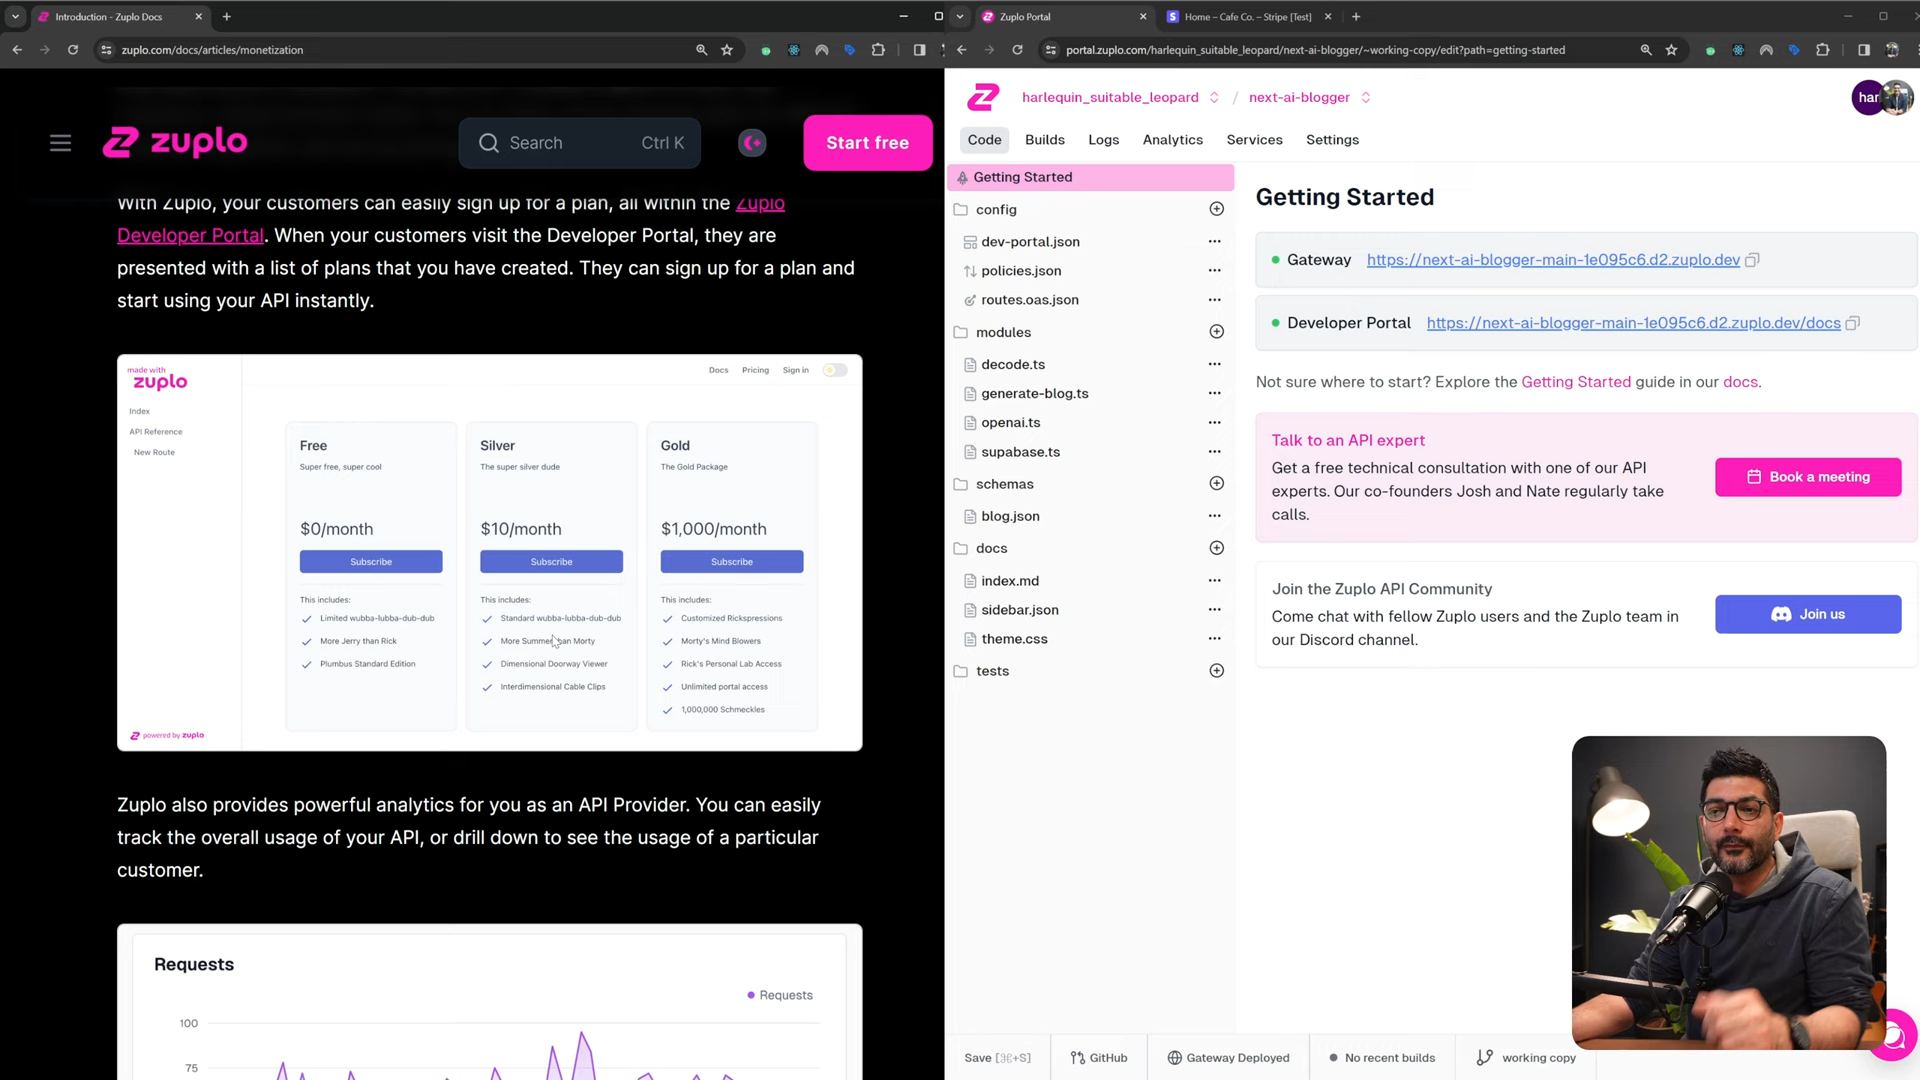 Introduction - Zuplo Docs
zuplo.com/docs/articles/monetization
zuplo
Search
Ctrl K
Start free
With Zuplo, your customers can easily sign up for a plan, all within the Zuplo
Developer Portal. When your customers visit the Developer Portal, they are
presented with a list of plans that you have created. They can sign up for a plan and
start using your API instantly.
made with
zuplo
Docs
Pricing
Sign in
Index
API Reference
New Route
Free
Super free, super cool
$0/month
Subscribe
This includes:
Limited wubba-lubba-dub-dub
More Jerry than Rick
Plumbus Standard Edition
Silver
The super silver dude
$10/month
Subscribe
This includes:
Standard wubba-lubba-dub-dub
More Summer than Morty
Dimensional Doorway Viewer
Interdimensional Cable Clips
Gold
The Gold Package
$1,000/month
Subscribe
This includes:
Customized Rickspressions
Morty's Mind Blowers
Rick's Personal Lab Access
Unlimited portal access
1,000,000 Schmeckles
powered by zuplo
Zuplo also provides powerful analytics for you as an API Provider. You can easily
track the overall usage of your API, or drill down to see the usage of a particular
customer.
Requests
Requests
100
75
Zuplo Portal
Home – Cafe Co. – Stripe [Test]
portal.zuplo.com/harlequin_suitable_leopard/next-ai-blogger/~working-copy/edit?path=getting-started
harlequin_suitable_leopard
/
next-ai-blogger
har
Code
Builds
Logs
Analytics
Services
Settings
Getting Started
config
dev-portal.json
policies.json
routes.oas.json
modules
decode.ts
generate-blog.ts
openai.ts
supabase.ts
schemas
blog.json
docs
index.md
sidebar.json
theme.css
tests
Getting Started
Gateway https://next-ai-blogger-main-1e095c6.d2.zuplo.dev
Developer Portal https://next-ai-blogger-main-1e095c6.d2.zuplo.dev/docs
Not sure where to start? Explore the Getting Started guide in our docs.
Talk to an API expert
Get a free technical consultation with one of our API
experts. Our co-founders Josh and Nate regularly take
calls.
Book a meeting
Join the Zuplo API Community
Come chat with fellow Zuplo users and the Zuplo team in
our Discord channel.
Join us
Save [⌘+S]
GitHub
Gateway Deployed
No recent builds
working copy